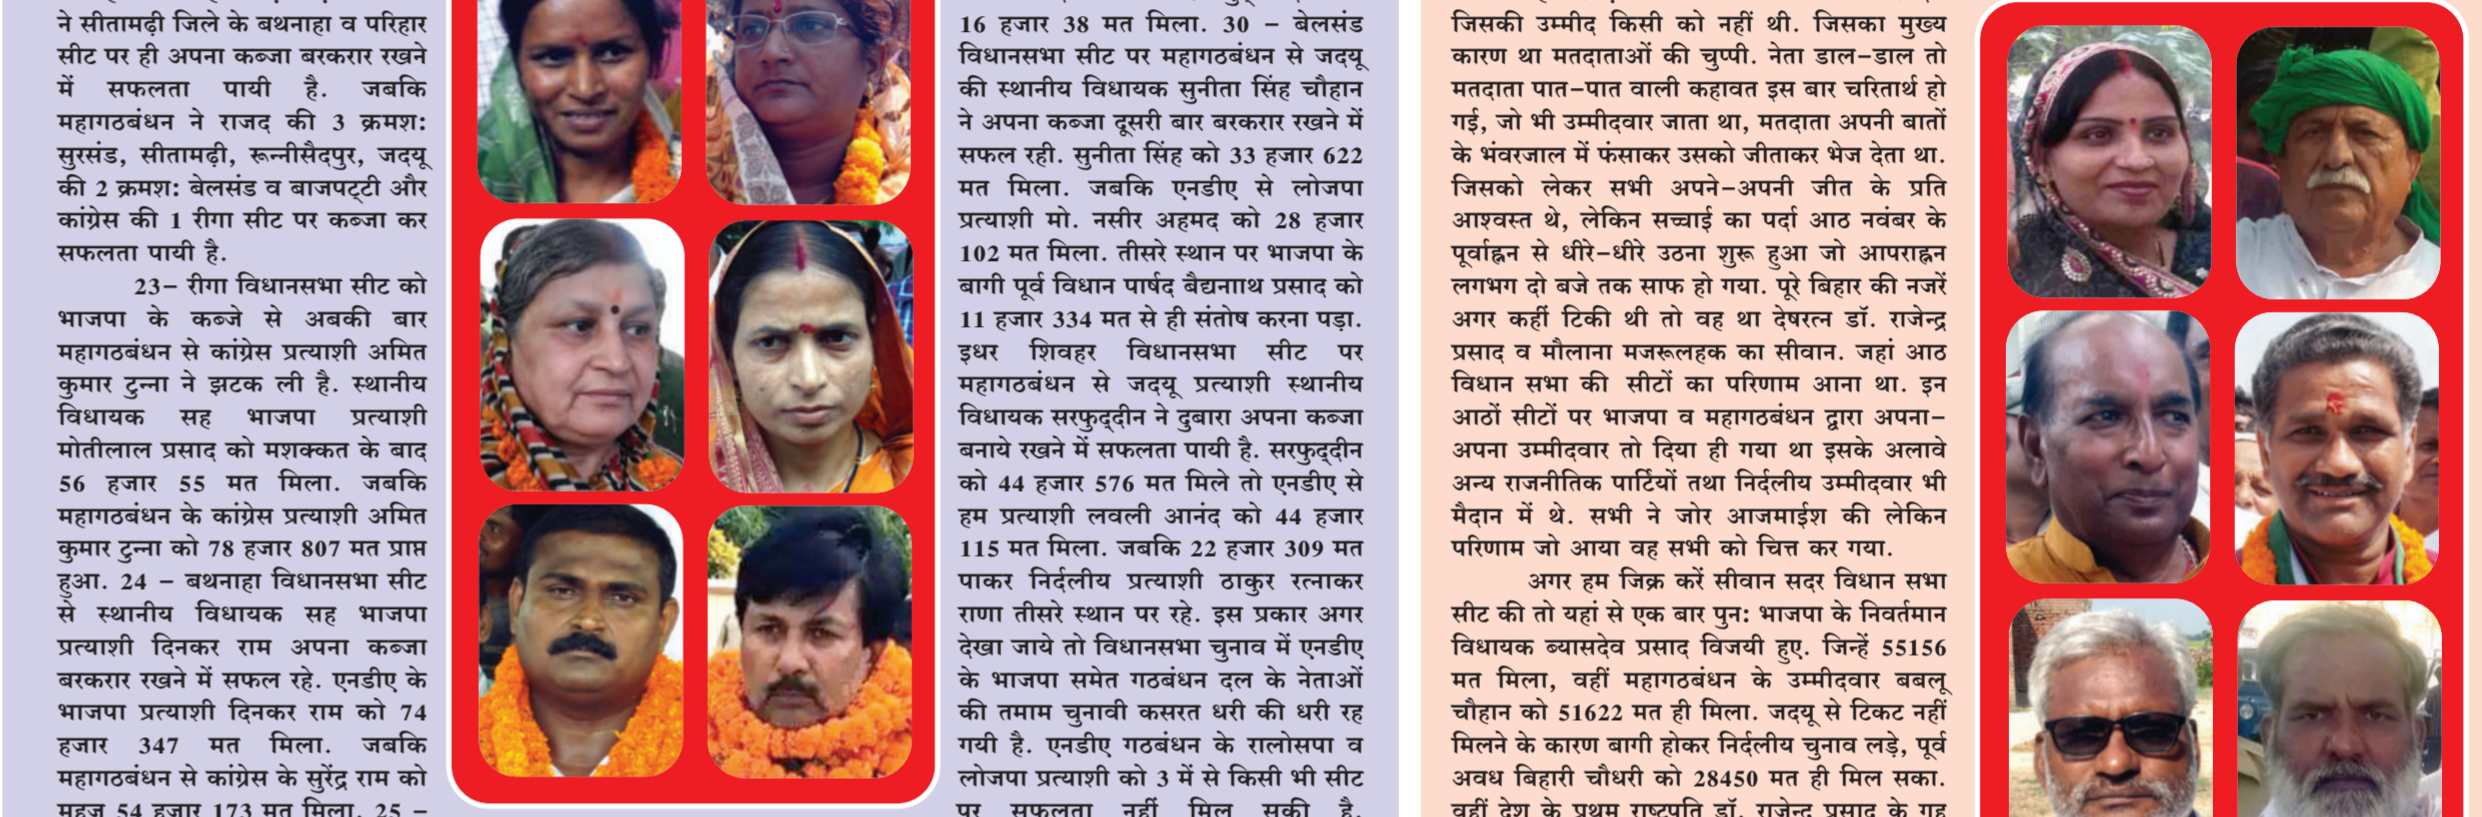 ने सीतामढ़ी जिले के बथनाहा व परिहार
सीट पर ही अपना कब्जा बरकरार रखने
में सफलता पायी है. जबकि
महागठबंधन ने राजद की 3 क्रमश:
सुरसंड, सीतामढ़ी, रून्नीसैदपुर, जदयू
की 2 क्रमश: बेलसंड व बाजपट्टी और
कांग्रेस की 1 रीगा सीट पर कब्जा कर
सफलता पायी है.
23– रीगा विधानसभा सीट को
भाजपा के कब्जे से अबकी बार
महागठबंधन से कांग्रेस प्रत्याशी अमित
कुमार टुन्ना ने झटक ली है. स्थानीय
विधायक सह भाजपा प्रत्याशी
मोतीलाल प्रसाद को मशक्कत के बाद
56 हजार 55 मत मिला. जबकि
महागठबंधन के कांग्रेस प्रत्याशी अमित
कुमार टुन्ना को 78 हजार 807 मत प्राप्त
हुआ. 24 – बथनाहा विधानसभा सीट
से स्थानीय विधायक सह भाजपा
प्रत्याशी दिनकर राम अपना कब्जा
बरकरार रखने में सफल रहे. एनडीए के
भाजपा प्रत्याशी दिनकर राम को 74
हजार 347 मत मिला. जबकि
महागठबंधन से कांग्रेस के सुरेंद्र राम को
महज 54 हजार 173 मत मिला. 25 –
16 हजार 38 मत मिला. 30 – बेलसंड
विधानसभा सीट पर महागठबंधन से जदयू
की स्थानीय विधायक सुनीता सिंह चौहान
ने अपना कब्जा दूसरी बार बरकरार रखने में
सफल रही. सुनीता सिंह को 33 हजार 622
मत मिला. जबकि एनडीए से लोजपा
प्रत्याशी मो. नसीर अहमद को 28 हजार
102 मत मिला. तीसरे स्थान पर भाजपा के
बागी पूर्व विधान पार्षद बैद्यनााथ प्रसाद को
11 हजार 334 मत से ही संतोष करना पड़ा.
इधर शिवहर विधानसभा सीट पर
महागठबंधन से जदयू प्रत्याशी स्थानीय
विधायक सरफुद्दीन ने दुबारा अपना कब्जा
बनाये रखने में सफलता पायी है. सरफुद्दीन
को 44 हजार 576 मत मिले तो एनडीए से
हम प्रत्याशी लवली आनंद को 44 हजार
115 मत मिला. जबकि 22 हजार 309 मत
पाकर निर्दलीय प्रत्याशी ठाकुर रत्नाकर
राणा तीसरे स्थान पर रहे. इस प्रकार अगर
देखा जाये तो विधानसभा चुनाव में एनडीए
के भाजपा समेत गठबंधन दल के नेताओं
की तमाम चुनावी कसरत धरी की धरी रह
गयी है. एनडीए गठबंधन के रालोसपा व
लोजपा प्रत्याशी को 3 में से किसी भी सीट
पर सफलता नहीं मिल सकी है.
जिसकी उम्मीद किसी को नहीं थी. जिसका मुख्य
कारण था मतदाताओं की चुप्पी. नेता डाल–डाल तो
मतदाता पात–पात वाली कहावत इस बार चरितार्थ हो
गई, जो भी उम्मीदवार जाता था, मतदाता अपनी बातों
के भंवरजाल में फंसाकर उसको जीताकर भेज देता था.
जिसको लेकर सभी अपने–अपनी जीत के प्रति
आश्वस्त थे, लेकिन सच्चाई का पर्दा आठ नवंबर के
पूर्वाह्न से धीरे–धीरे उठना शुरू हुआ जो आपराह्न
लगभग दो बजे तक साफ हो गया. पूरे बिहार की नजरें
अगर कहीं टिकी थी तो वह था देषरत्न डॉ. राजेन्द्र
प्रसाद व मौलाना मजरूलहक का सीवान. जहां आठ
विधान सभा की सीटों का परिणाम आना था. इन
आठों सीटों पर भाजपा व महागठबंधन द्वारा अपना–
अपना उम्मीदवार तो दिया ही गया था इसके अलावे
अन्य राजनीतिक पार्टियों तथा निर्दलीय उम्मीदवार भी
मैदान में थे. सभी ने जोर आजमाईश की लेकिन
परिणाम जो आया वह सभी को चित्त कर गया.
अगर हम जिक्र करें सीवान सदर विधान सभा
सीट की तो यहां से एक बार पुन: भाजपा के निवर्तमान
विधायक ब्यासदेव प्रसाद विजयी हुए. जिन्हें 55156
मत मिला, वहीं महागठबंधन के उम्मीदवार बबलू
चौहान को 51622 मत ही मिला. जदयू से टिकट नहीं
मिलने के कारण बागी होकर निर्दलीय चुनाव लड़े, पूर्व
अवध बिहारी चौधरी को 28450 मत ही मिल सका.
वहीं देश के प्रथम राष्ट्रपति डॉ. राजेन्द्र प्रसाद के गृह